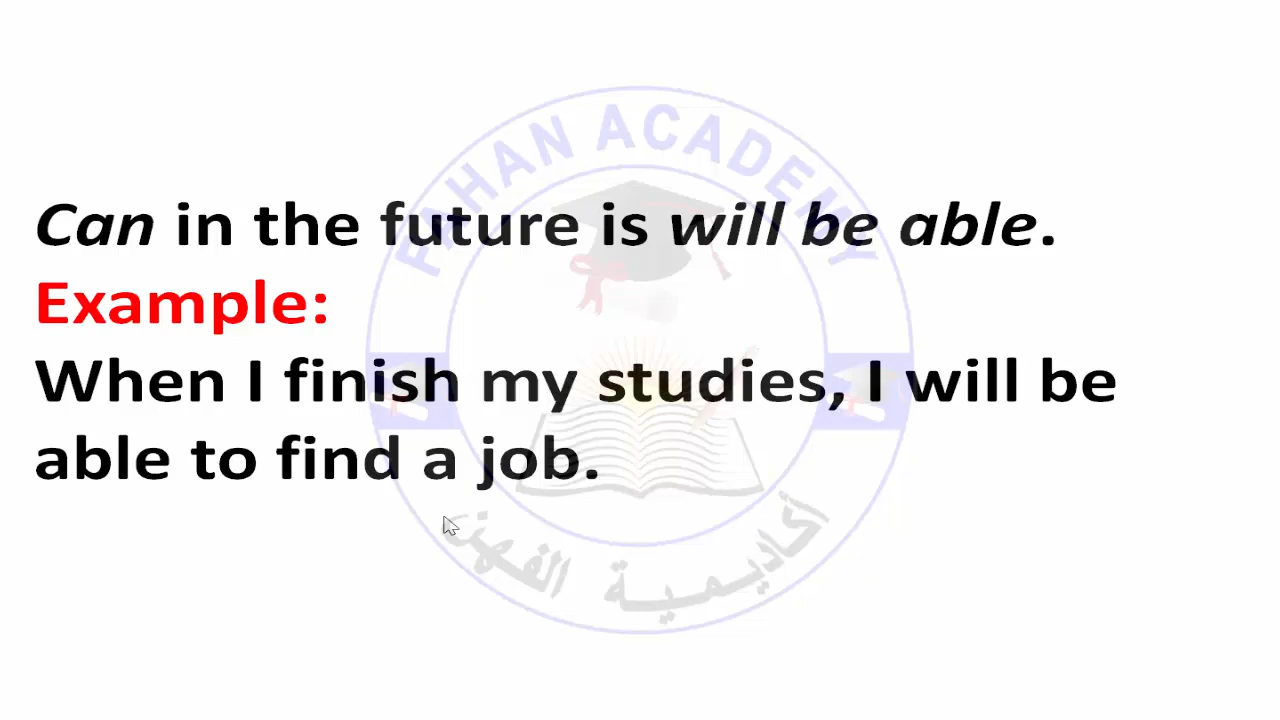 FAHAN ACADEMY
Can in the future is will be able.
Example:
When I finish my studies, I will be
able to find a job.
أكاديمية الفهن